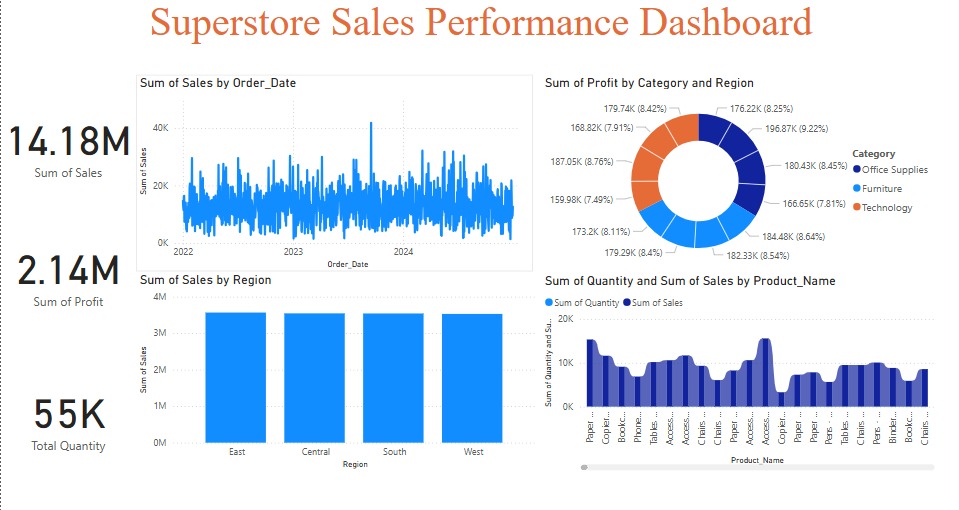 Superstore Sales Performance Dashboard
14.18M
Sum of Sales
2.14M
Sum of Profit
55K
Total Quantity
Sum of Sales by Order_Date
Sum of Sales
40K
20K
0K
2022
2023
2024
Order_Date
Sum of Profit by Category and Region
179.74K (8.42%)
176.22K (8.25%)
168.82K (7.91%)
196.87K (9.22%)
187.05K (8.76%)
180.43K (8.45%)
159.98K (7.49%)
166.65K (7.81%)
173.2K (8.11%)
184.48K (8.64%)
179.29K (8.4%)
182.33K (8.54%)
Category
Office Supplies
Furniture
Technology
Sum of Sales by Region
Sum of Sales
4M
3M
2M
1M
0M
East
Central
South
West
Region
Sum of Quantity and Sum of Sales by Product_Name
Sum of Quantity
Sum of Sales
Sum of Quantity and Su...
20K
10K
0K
Paper ...
Copier...
Bookc...
Phone...
Tables ...
Access...
Access...
Chairs ...
Chairs ...
Paper ...
Access...
Access...
Copier...
Paper ...
Paper ...
Pens - ...
Tables ...
Chairs ...
Pens - ...
Binder...
Bookc...
Chairs ...
Product_Name